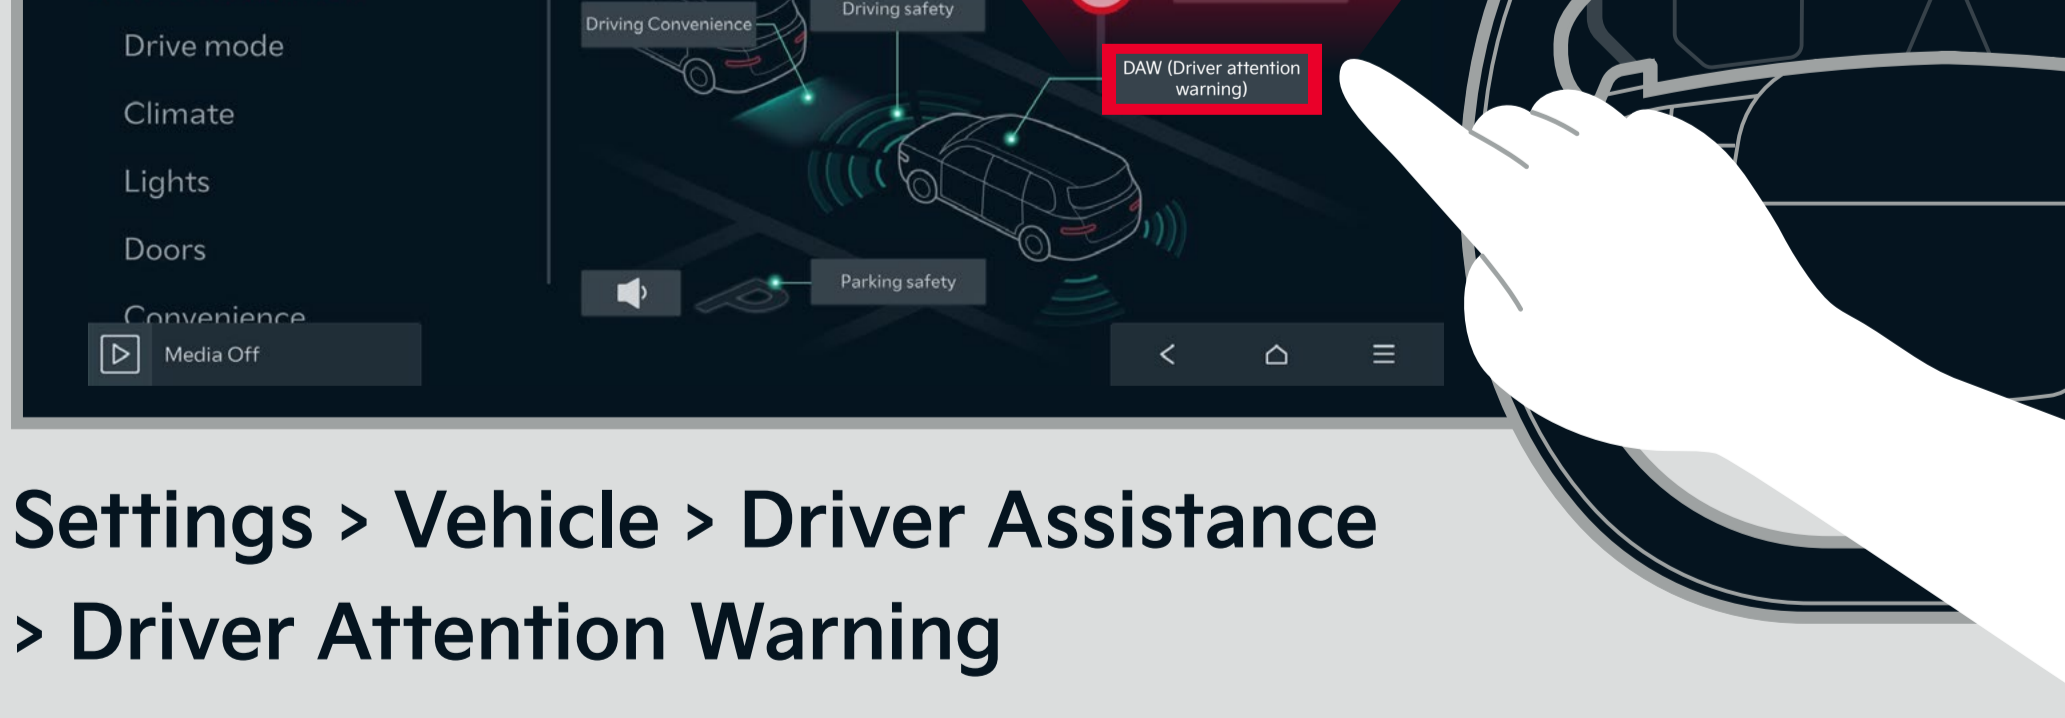 Driving Convenience
Driving safety
Drive mode
DAW (Driver attention
warning)
Climate
Lights
Doors
Parking safety
Convenience
Media Off
Settings > Vehicle > Driver Assistance
> Driver Attention Warning